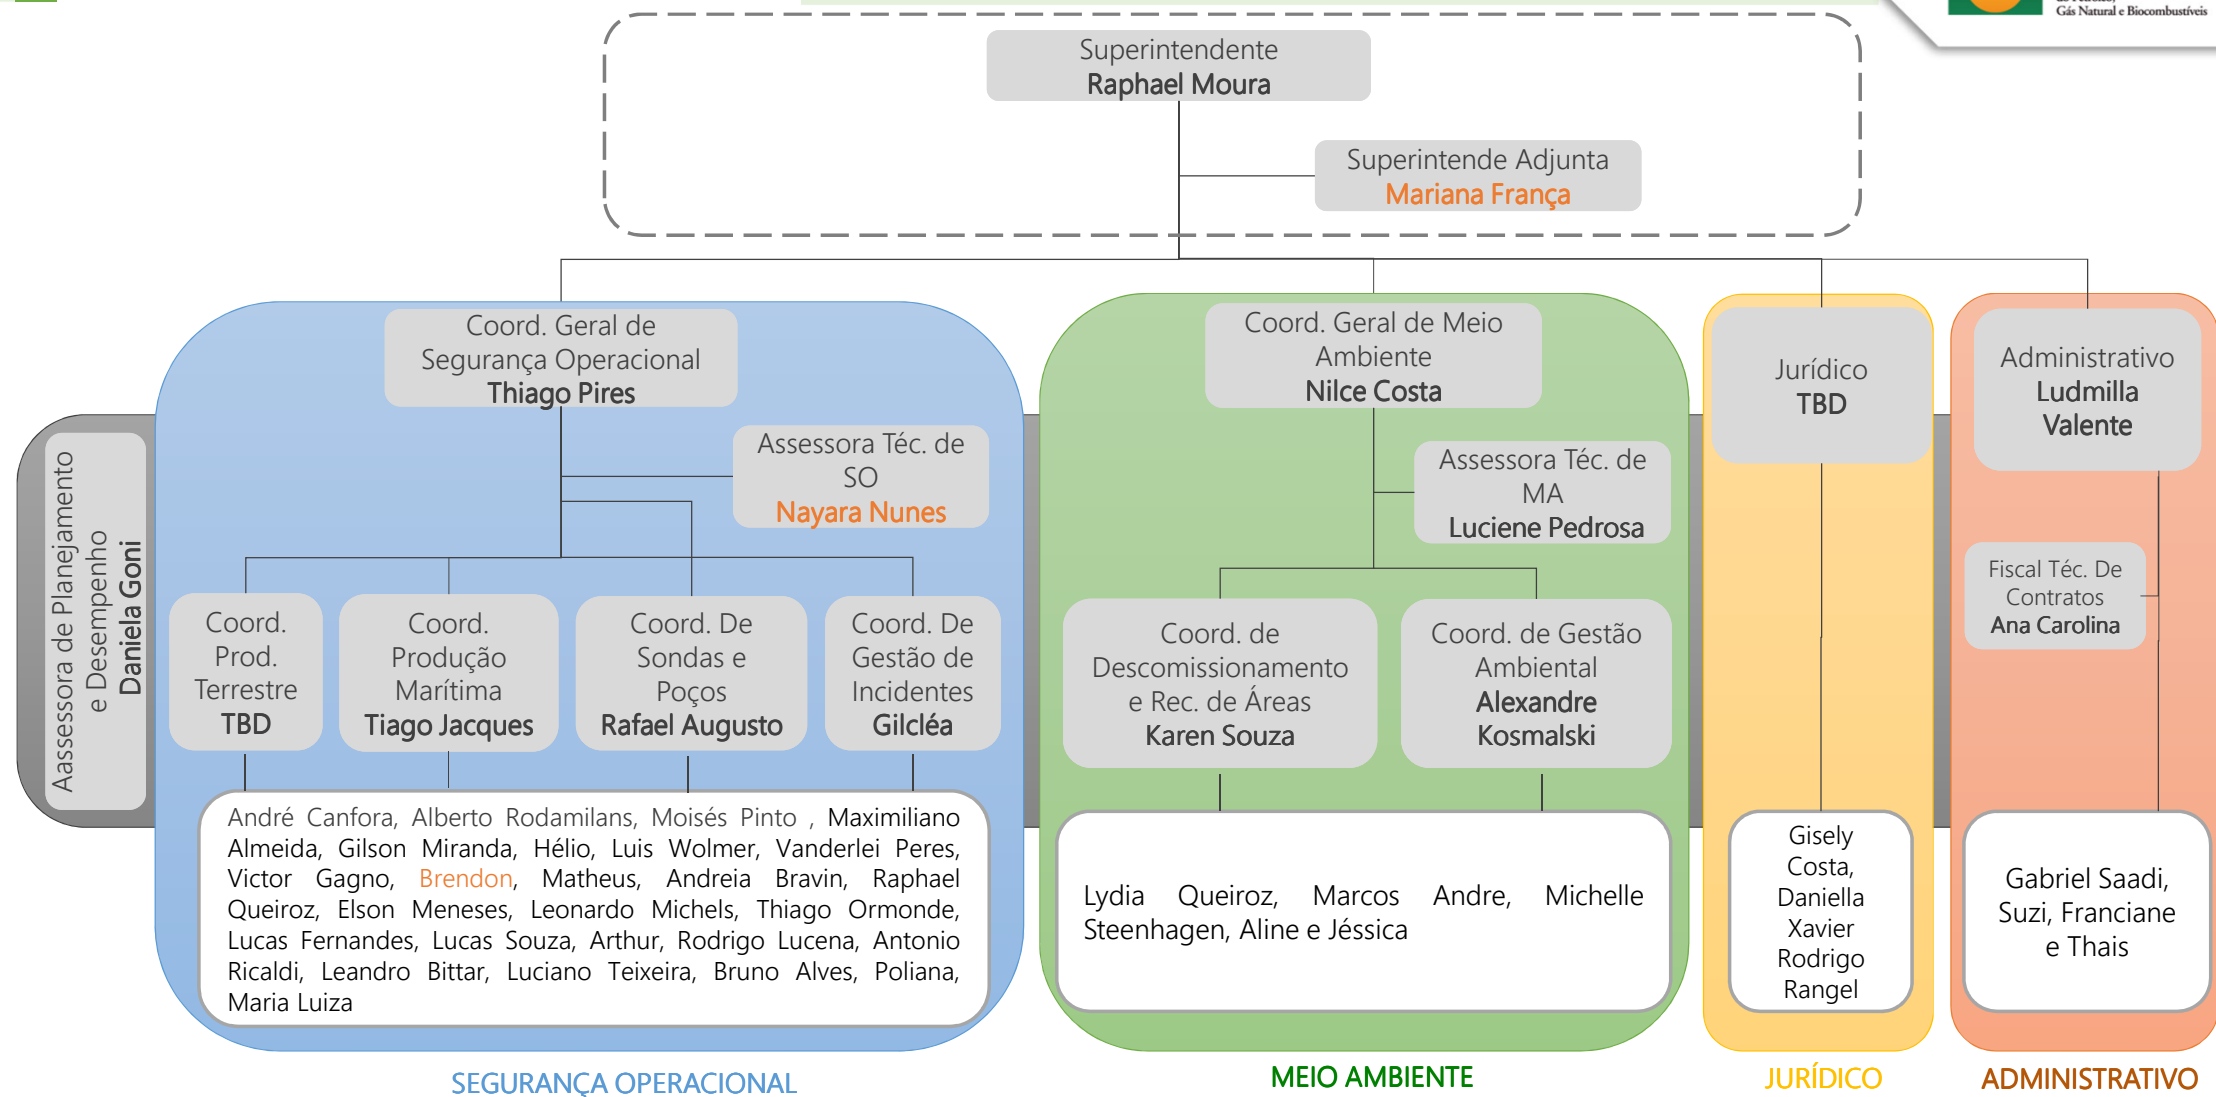 Gás Natural e Biocombustíveis
Superintendente
Raphael Moura
Superintende Adjunta
Mariana França
Coord. Geral de
Segurança Operacional
Thiago Pires
Assessora Téc. de
SO
Nayara Nunes
Coord.
Prod.
Terrestre
TBD
Coord.
Produção
Marítima
Tiago Jacques
Coord. De
Sondas e
Poços
Rafael Augusto
Coord. De
Gestão de
Incidentes
Gilcléa
André Canfora, Alberto Rodamilans, Moisés Pinto , Maximiliano
Almeida, Gilson Miranda, Hélio, Luis Wolmer, Vanderlei Peres,
Victor Gagno, Brendon, Matheus, Andreia Bravin, Raphael
Queiroz, Elson Meneses, Leonardo Michels, Thiago Ormonde,
Lucas Fernandes, Lucas Souza, Arthur, Rodrigo Lucena, Antonio
Ricaldi, Leandro Bittar, Luciano Teixeira, Bruno Alves, Poliana,
Maria Luiza
SEGURANÇA OPERACIONAL
Aassessora de Planejamento
e Desempenho
Daniela Goni
Coord. Geral de Meio
Ambiente
Nilce Costa
Assessora Téc. de
MA
Luciene Pedrosa
Coord. de
Descomissionamento
e Rec. de Áreas
Karen Souza
Coord. de Gestão
Ambiental
Alexandre
Kosmalski
Lydia Queiroz, Marcos Andre, Michelle
Steenhagen, Aline e Jéssica
MEIO AMBIENTE
Jurídico
TBD
Gisely
Costa,
Daniella
Xavier
Rodrigo
Rangel
JURÍDICO
Administrativo
Ludmilla
Valente
Fiscal Téc. De
Contratos
Ana Carolina
Gabriel Saadi,
Suzi, Franciane
e Thais
ADMINISTRATIVO